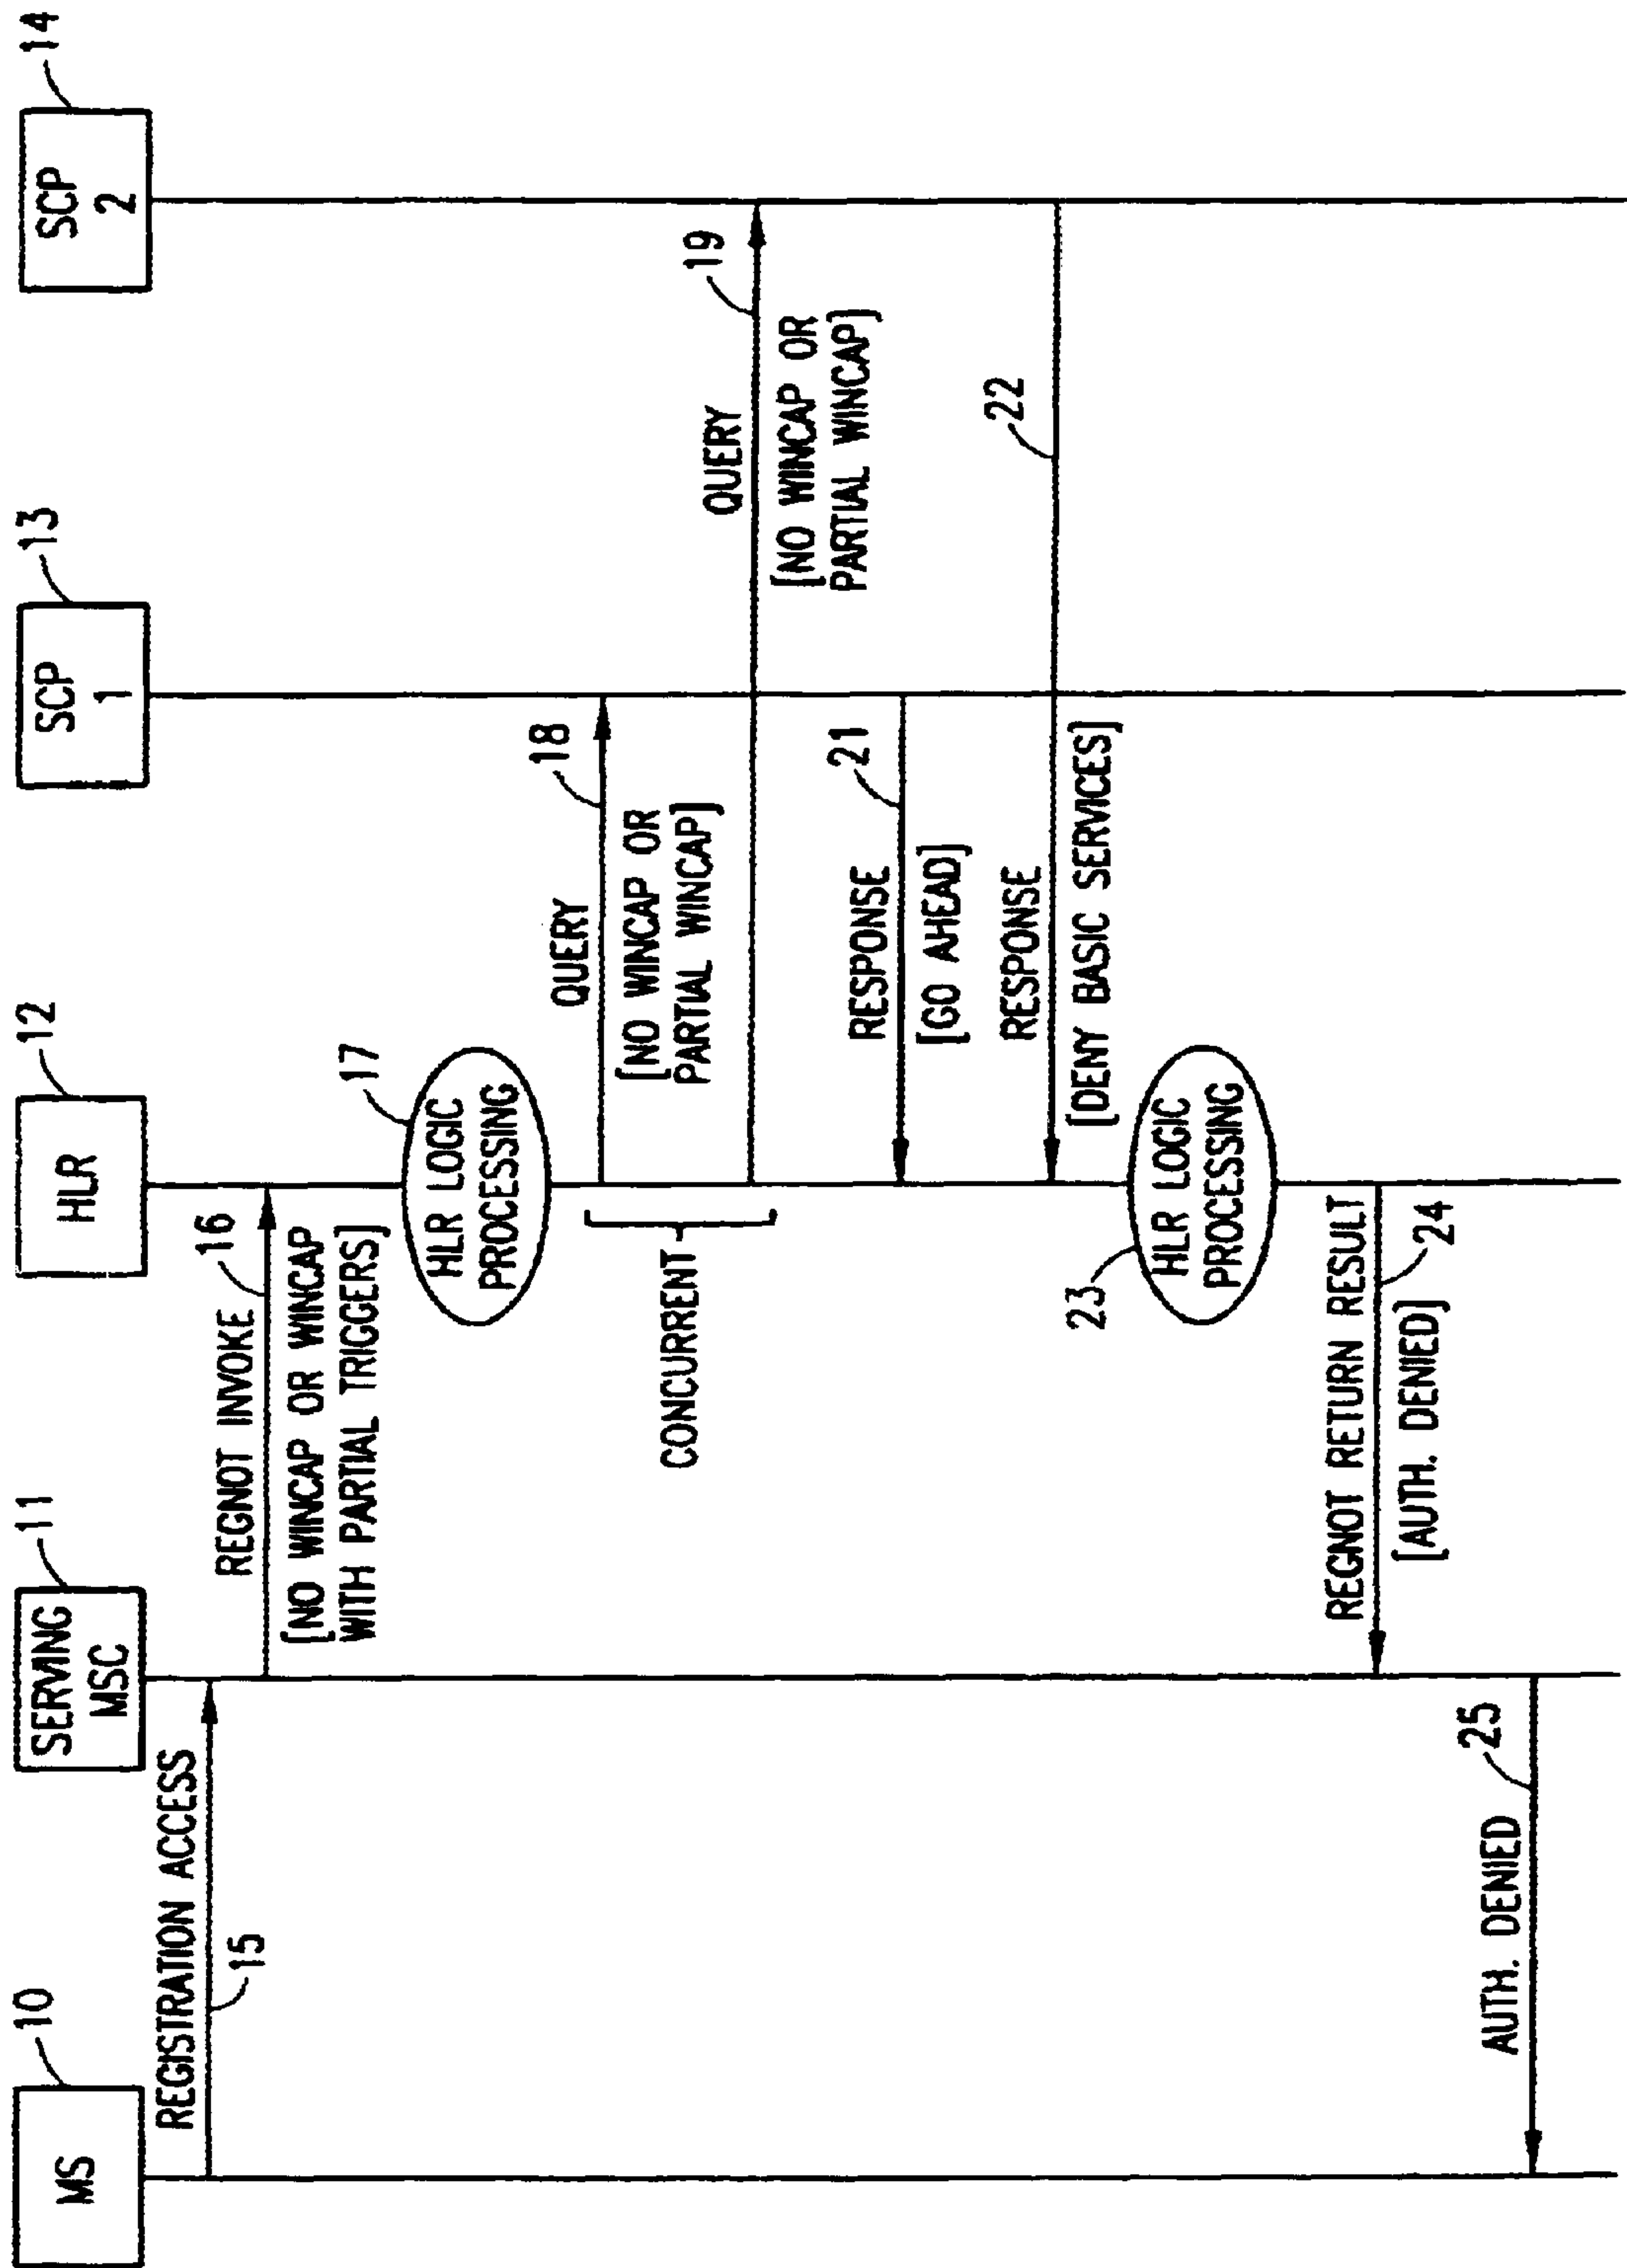 10
MS
11
SERVING
MSC
12
HLR
13
SCP
1
14
SCP
2
REGISTRATION ACCESS
15
REGNOT INVOKE
16
[NO WINCAP OR WINCAP
WITH PARTIAL TRIGGERS]
HLR LOGIC
PROCESSING
17
CONCURRENT
QUERY
18
[NO WINCAP OR
PARTIAL WINCAP]
QUERY
19
[NO WINCAP OR
PARTIAL WINCAP]
RESPONSE
21
[GO AHEAD]
RESPONSE
22
[DENY BASIC SERVICES]
23
HLR LOGIC
PROCESSING
REGNOT RETURN RESULT
24
[AUTH. DENIED]
AUTH. DENIED
25